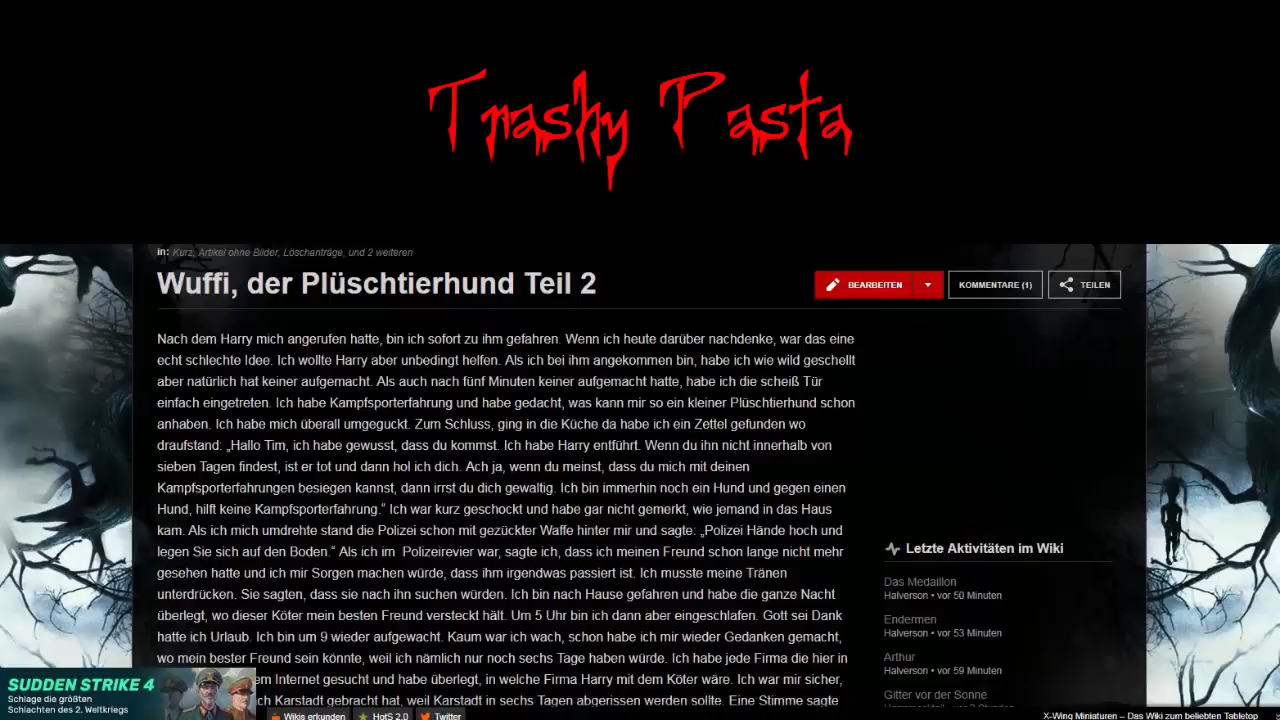 Trashy Pasta
in: Kurz, Artikel ohne Bilder, Löschanträge, und 2 weiteren
Wuffi, der Plüschtierhund Teil 2
BEARBEITEN
KOMMENTARE (1)
TEILEN
Nach dem Harry mich angerufen hatte, bin ich sofort zu ihm gefahren. Wenn ich heute darüber nachdenke, war das eine
echt schlechte Idee. Ich wollte Harry aber unbedingt helfen. Als ich bei ihm angekommen bin, habe ich wie wild geschellt
aber natürlich hat keiner aufgemacht. Als auch nach fünf Minuten keiner aufgemacht hatte, habe ich die scheiß Tür
einfach eingetreten. Ich habe Kampfsporterfahrung und habe gedacht, was kann mir so ein kleiner Plüschtierhund schon
anhaben. Ich habe mich überall umgeguckt. Zum Schluss, ging in die Küche da habe ich ein Zettel gefunden wo
draufstand: „Hallo Tim, ich habe gewusst, dass du kommst. Ich habe Harry entführt. Wenn du ihn nicht innerhalb von
sieben Tagen findest, ist er tot und dann hol ich dich. Ach ja, wenn du meinst, dass du mich mit deinen
Kampfsporterfahrungen besiegen kannst, dann irrst du dich gewaltig. Ich bin immerhin noch ein Hund und gegen einen
Hund, hilft keine Kampfsporterfahrung.“ Ich war kurz geschockt und habe gar nicht gemerkt, wie jemand in das Haus
kam. Als ich mich umdrehte stand die Polizei schon mit gezückter Waffe hinter mir und sagte: „Polizei Hände hoch und
legen Sie sich auf den Boden.“ Als ich im Polizeirevier war, sagte ich, dass ich meinen Freund schon lange nicht mehr
gesehen hatte und ich mir Sorgen machen würde, dass ihm irgendwas passiert ist. Ich musste meine Tränen
unterdrücken. Sie sagten, dass sie nach ihn suchen würden. Ich bin nach Hause gefahren und habe die ganze Nacht
überlegt, wo dieser Köter mein besten Freund versteckt hält. Um 5 Uhr bin ich dann aber eingeschlafen. Gott sei Dank
hatte ich Urlaub. Ich bin um 9 wieder aufgewacht. Kaum war ich wach, schon habe ich mir wieder Gedanken gemacht,
wo mein bester Freund sein könnte, weil ich nämlich nur noch sechs Tage haben würde. Ich habe jede Firma die hier in
em Internet gesucht und habe überlegt, in welche Firma Harry mit dem Köter wäre. Ich war mir sicher,
ch Karstadt gebracht hat, weil Karstadt in sechs Tagen abgerissen werden sollte. Eine Stimme sagte
Letzte Aktivitäten im Wiki
Das Medaillon
Halverson • vor 50 Minuten
Endermen
Halverson • vor 53 Minuten
Arthur
Halverson • vor 59 Minuten
Gitter vor der Sonne
SUDDEN STRIKE 4
Schlage die größten
Schlachten des 2. Weltkriegs
Wikis erkunden
HotS 2.0
Twitter
X-Wing Miniaturen – Das Wiki zum beliebten Tabletop